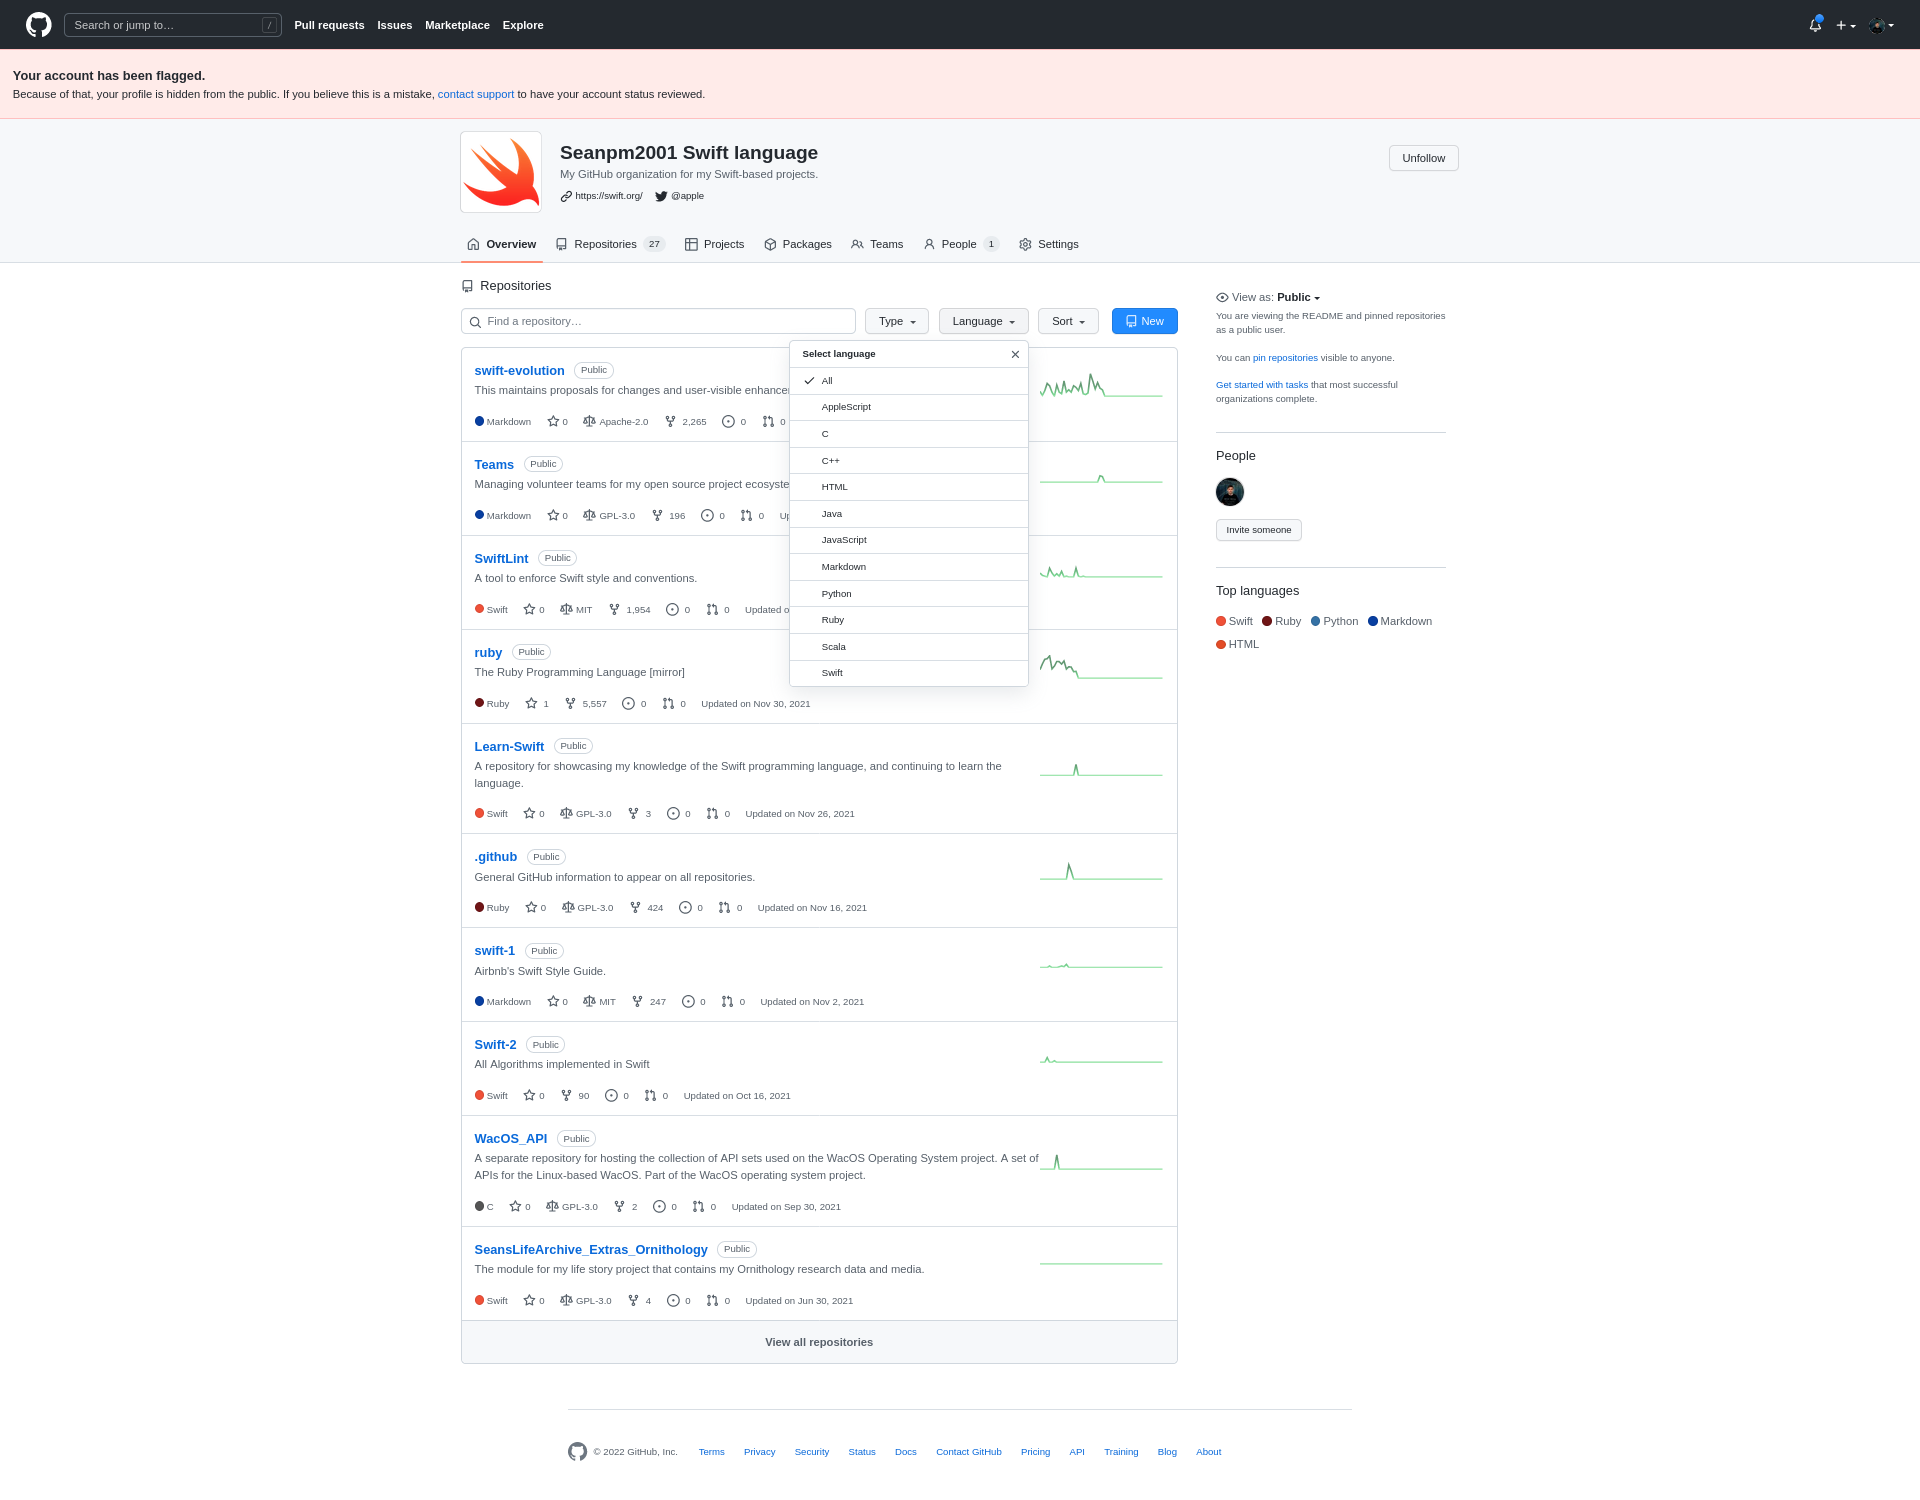 Search or jump to… /
Pull requests Issues Marketplace Explore
Your account has been flagged.
Because of that, your profile is hidden from the public. If you believe this is a mistake, contact support to have your account status reviewed.
Seanpm2001 Swift language
My GitHub organization for my Swift-based projects.
https://swift.org/ @apple
Unfollow
Overview Repositories 27 Projects Packages Teams People 1 Settings
Repositories
Find a repository…
Type Language Sort New
Select language
All
AppleScript
C
C++
HTML
Java
JavaScript
Markdown
Python
Ruby
Scala
Swift
swift-evolution Public
This maintains proposals for changes and user-visible
Markdown 0 Apache-2.0 2,265 0 0
Teams Public
Managing volunteer teams for my open source project
Markdown 0 GPL-3.0 196 0 0
SwiftLint Public
A tool to enforce Swift style and conventions.
Swift 0 MIT 1,954 0 0 Updated
ruby Public
The Ruby Programming Language [mirror]
Ruby 1 5,557 0 0 Updated on Nov 30, 2021
Learn-Swift Public
A repository for showcasing my knowledge of the Swift programming language, and continuing to learn the
language.
Swift 0 GPL-3.0 3 0 0 Updated on Nov 26, 2021
.github Public
General GitHub information to appear on all repositories.
Ruby 0 GPL-3.0 424 0 0 Updated on Nov 16, 2021
swift-1 Public
Airbnb's Swift Style Guide.
Markdown 0 MIT 247 0 0 Updated on Nov 2, 2021
Swift-2 Public
All Algorithms implemented in Swift
Swift 0 90 0 0 Updated on Oct 16, 2021
WacOS_API Public
A separate repository for hosting the collection of API sets used on the WacOS Operating System project. A set of
APIs for the Linux-based WacOS. Part of the WacOS operating system project.
C 0 GPL-3.0 2 0 0 Updated on Sep 30, 2021
SeansLifeArchive_Extras_Ornithology Public
The module for my life story project that contains my Ornithology research data and media.
Swift 0 GPL-3.0 4 0 0 Updated on Jun 30, 2021
View all repositories
View as: Public
You are viewing the README and pinned repositories
as a public user.
You can pin repositories visible to anyone.
Get started with tasks that most successful
organizations complete.
People
Invite someone
Top languages
Swift Ruby Python Markdown
HTML
© 2022 GitHub, Inc. Terms Privacy Security Status Docs Contact GitHub Pricing API Training Blog About